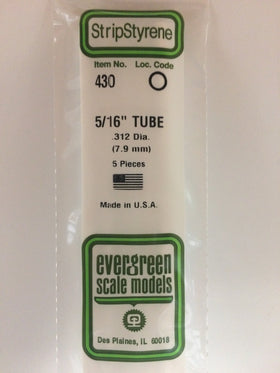 StripStyrene
Item No. Loc. Code
430 O
5/16" TUBE
.312 Dia.
(7.9 mm)
5 Pieces
Made in U.S.A.
evergreen
scale models
Des Plaines, IL 60018